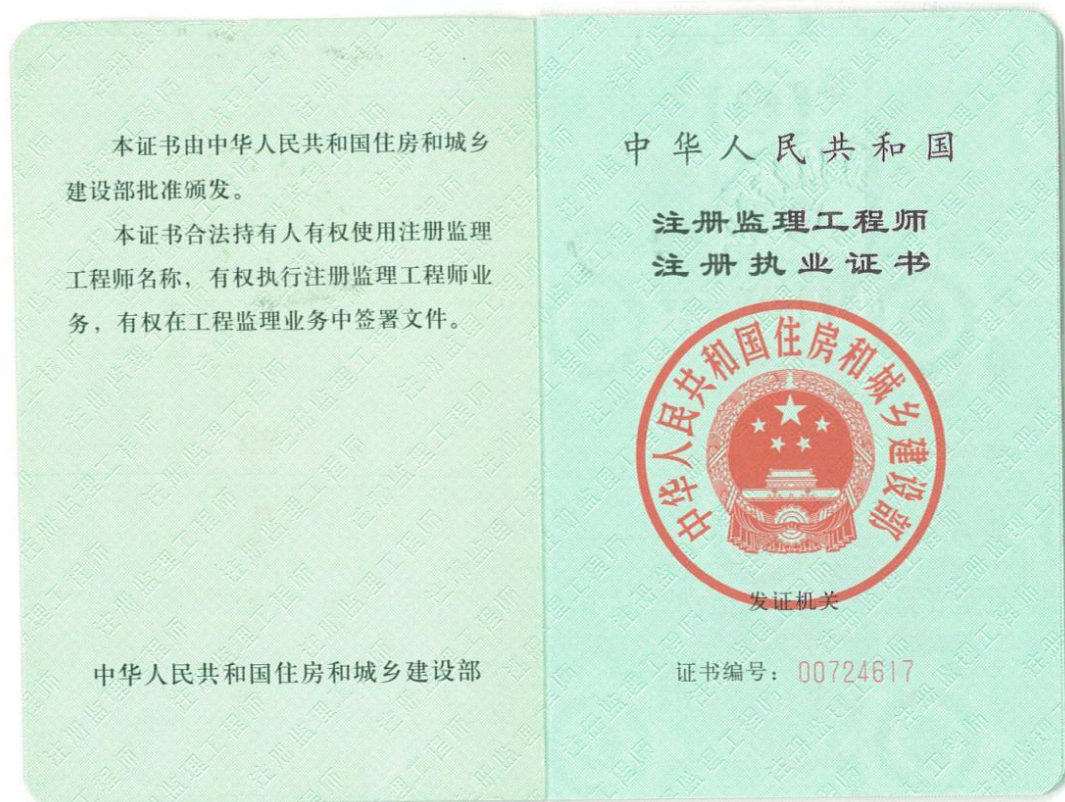 本证书由中华人民共和国住房和城乡
建设部批准颁发。
本证书合法持有人有权使用注册监理
工程师名称，有权执行注册监理工程师业
务，有权在工程监理业务中签署文件。
中华人民共和国住房和城乡建设部
中华人民共和国
注册监理工程师
注册执业证书
中华人民共和国住房和城乡建设部
发证机关
证书编号：00724617